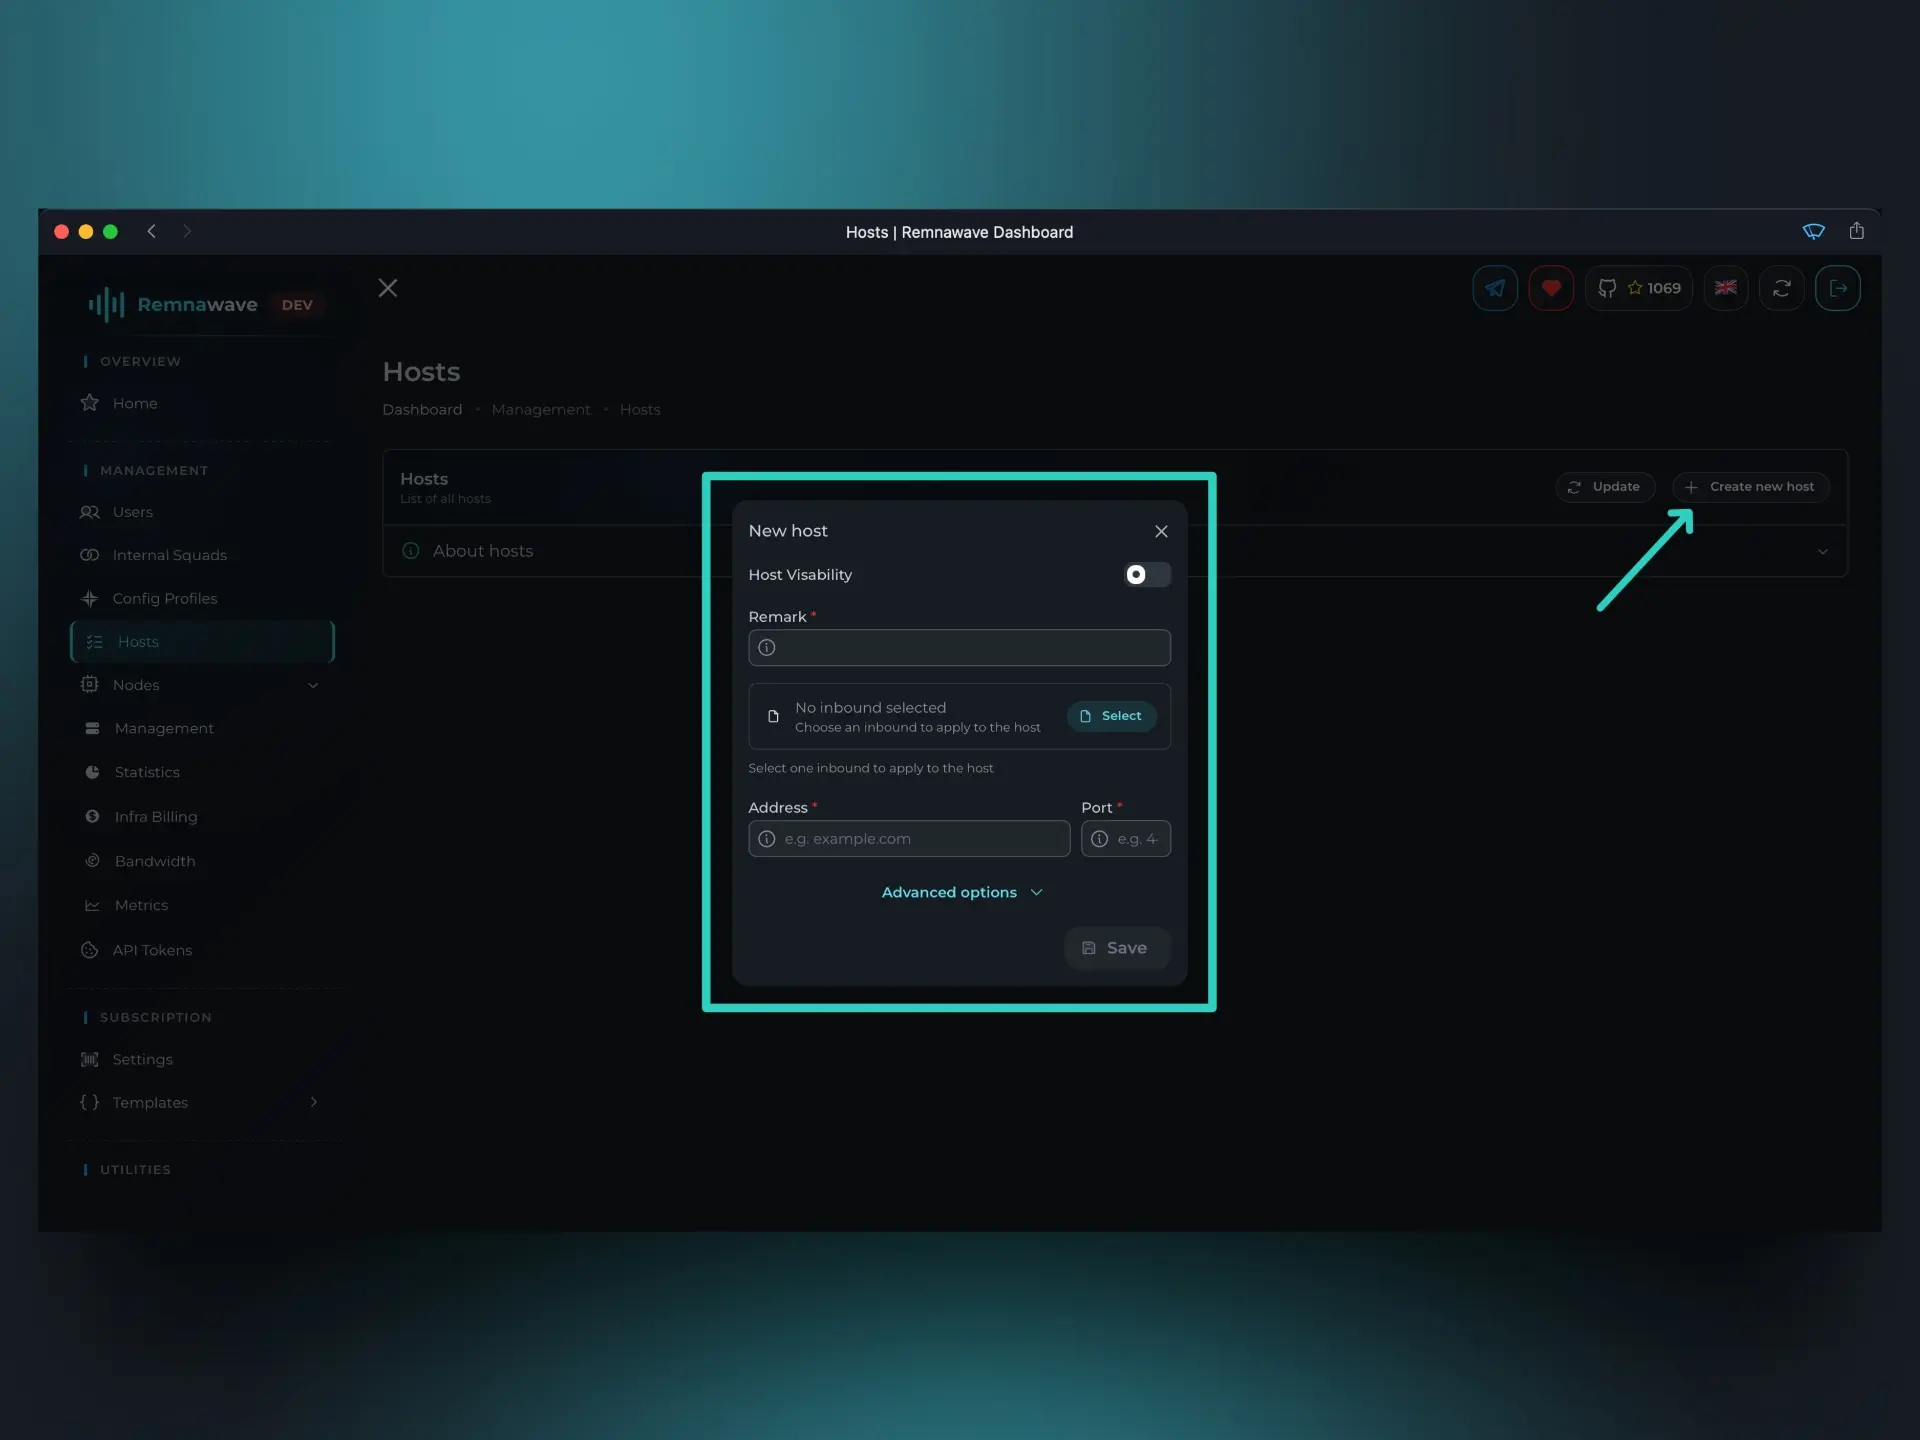 Hosts | Remnawave Dashboard
Remnawave DEV
1069
OVERVIEW
Home
MANAGEMENT
Users
Internal Squads
Config Profiles
Hosts
Nodes
Management
Statistics
Infra Billing
Bandwidth
Metrics
API Tokens
SUBSCRIPTION
Settings
Templates
UTILITIES
Hosts
Dashboard • Management • Hosts
Hosts
List of all hosts
Update
Create new host
About hosts
New host
Host Visability
Remark *
No inbound selected
Choose an inbound to apply to the host
Select
Select one inbound to apply to the host
Address *
Port *
e.g. example.com
e.g. 4
Advanced options
Save